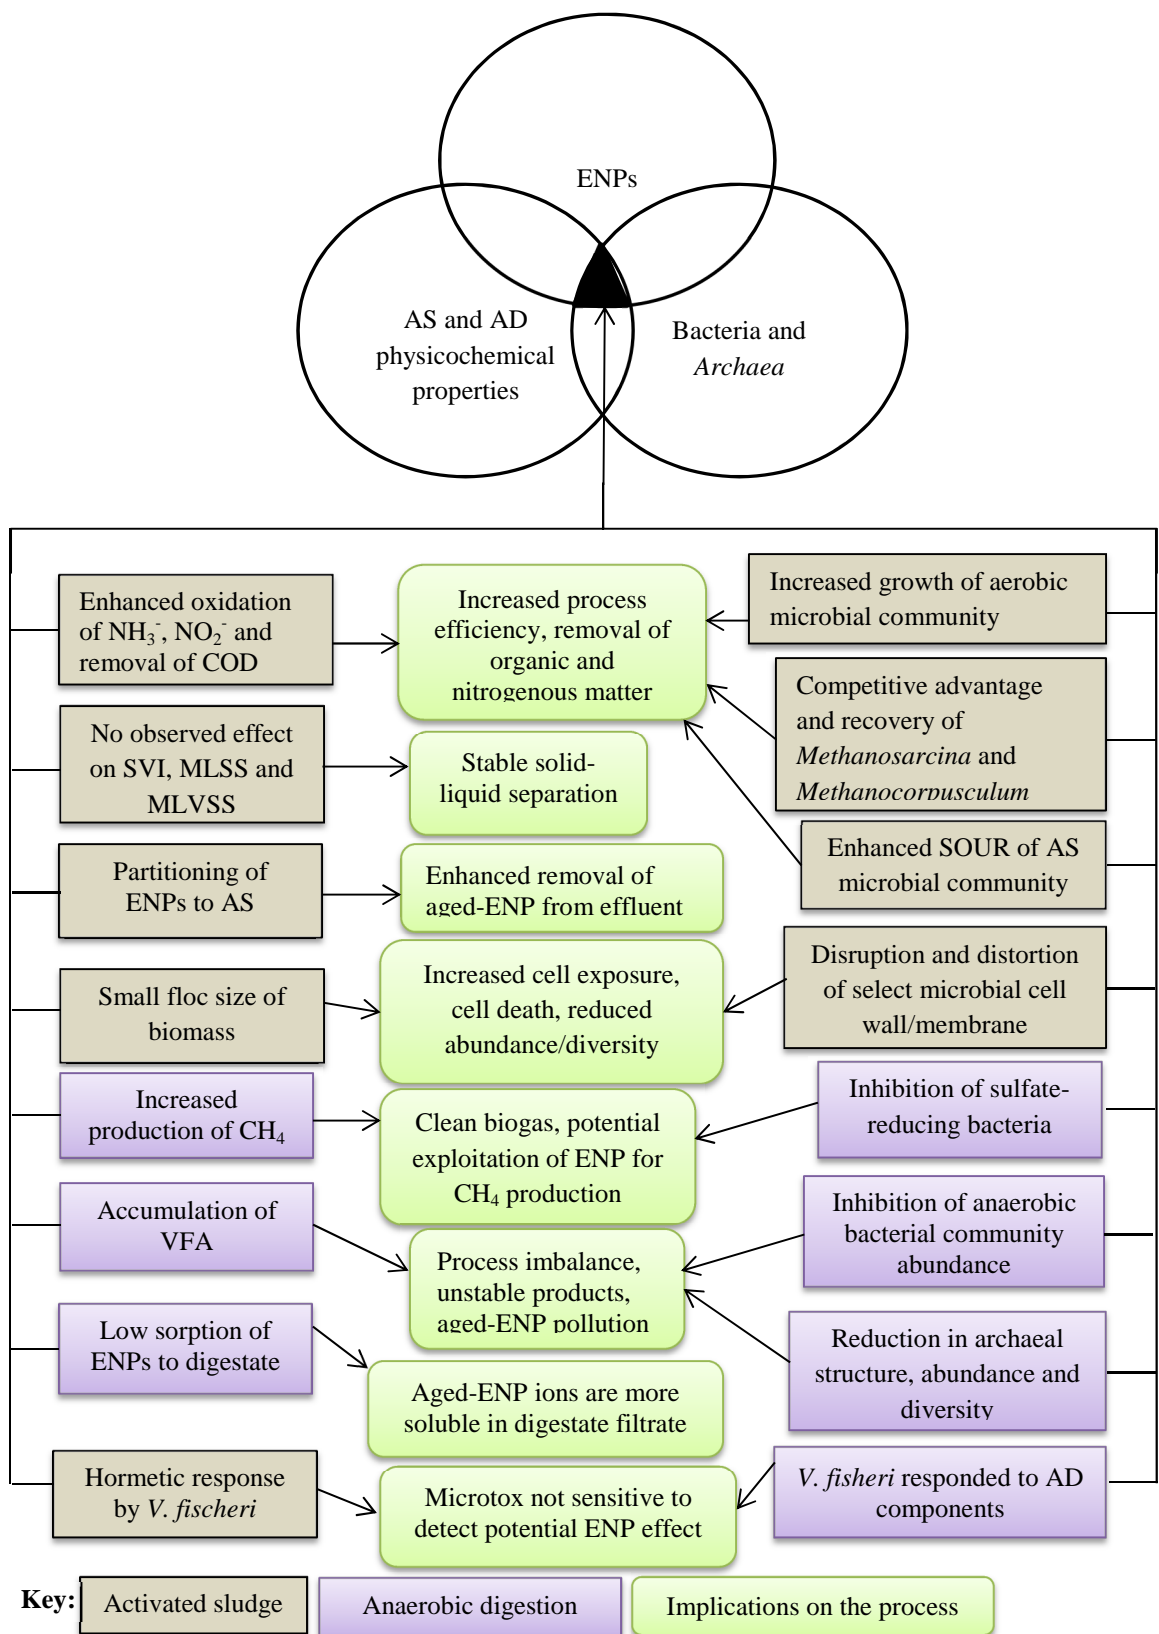 ENPs
AS and AD
physicochemical
properties
Bacteria and
Archaea
Enhanced oxidation
of NH₃⁻, NO₂⁻ and
removal of COD
Increased process
efficiency, removal of
organic and
nitrogenous matter
Increased growth of aerobic
microbial community
Competitive advantage
and recovery of
Methanosarcina and
Methanocorpusculum
No observed effect
on SVI, MLSS and
MLVSS
Stable solid-
liquid separation
Enhanced SOUR of AS
microbial community
Partitioning of
ENPs to AS
Enhanced removal of
aged-ENP from effluent
Small floc size of
biomass
Increased cell exposure,
cell death, reduced
abundance/diversity
Disruption and distortion
of select microbial cell
wall/membrane
Increased
production of CH₄
Clean biogas, potential
exploitation of ENP for
CH₄ production
Inhibition of sulfate-
reducing bacteria
Accumulation of
VFA
Process imbalance,
unstable products,
aged-ENP pollution
Inhibition of anaerobic
bacterial community
abundance
Low sorption of
ENPs to digestate
Aged-ENP ions are more
soluble in digestate filtrate
Reduction in archaeal
structure, abundance and
diversity
Hormetic response
by V. fischeri
Microtox not sensitive to
detect potential ENP effect
V. fisheri responded to AD
components
Key: Activated sludge Anaerobic digestion Implications on the process